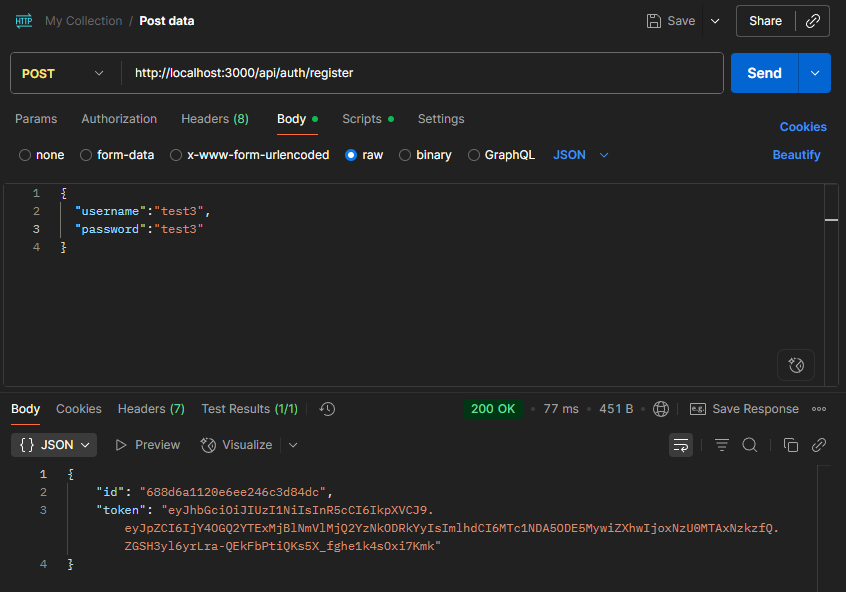 HTTP My Collection / Post data Save Share
POST http://localhost:3000/api/auth/register Send
Params Authorization Headers (8) Body Scripts Settings Cookies
none form-data x-www-form-urlencoded raw binary GraphQL JSON Beautify
1 {
2 "username":"test3",
3 "password":"test3"
4 }
Body Cookies Headers (7) Test Results (1/1) 200 OK • 77 ms • 451 B e.g. Save Response
{} JSON Preview Visualize
1 {
2 "id": "688d6a1120e6ee246c3d84dc",
3 "token": "eyJhbGciOiJIUzI1NiIsInR5cCI6IkpXVCJ9.
eyJpZCI6IjY4OGQ2YTExMjBlNmVlMjQ2YzNkODRkYyIsImlhdCI6MTc1NDA5ODE5MywiZXhwIjoxNzU0MTAxNzkzfQ.
ZGSH3yl6yrLra-QEkFbPtiQKs5X_fghe1k4sOxi7Kmk"
4 }